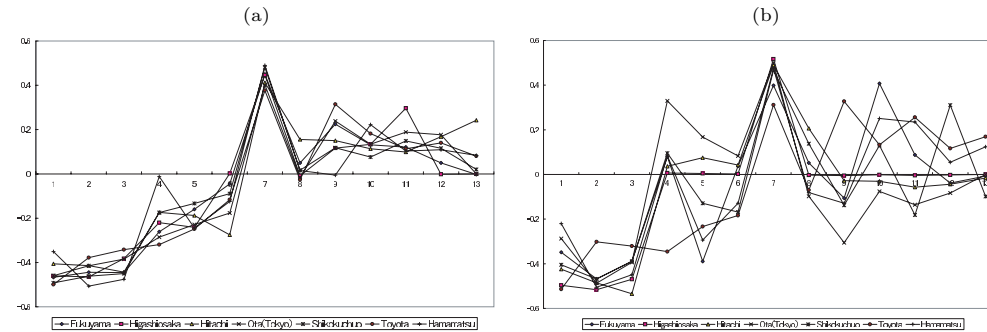 (a)
(b)
0.6
0.4
0.2
0
-0.2
-0.4
-0.6
1 2 3 4 5 6 7 8 9 10 11 12 13
Fukuyama Higashiosaka Hitachi Ota(Tokyo) Shikokuchuo Toyota Hamamatsu
0.6
0.4
0.2
0
-0.2
-0.4
-0.6
1 2 3 4 5 6 7 8 9 10 11 12
Fukuyama Higashiosaka Hitachi Ota(Tokyo) Shikokuchuo Toyota Hamamatsu